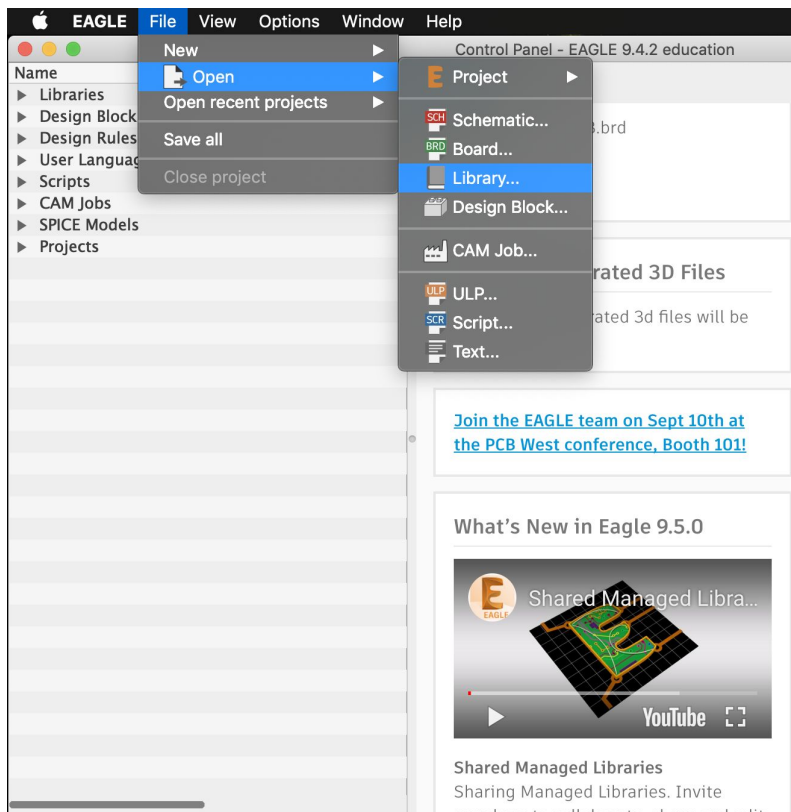 EAGLE File View Options Window Help
Control Panel - EAGLE 9.4.2 education
New
Open
Open recent projects
Save all
Close project
Project
SCH Schematic...
BRD Board...
Library...
Design Block...
CAM Job...
ULP ULP...
SCR Script...
Text...
Name
Libraries
Design Block
Design Rules
User Languag
Scripts
CAM Jobs
SPICE Models
Projects
.brd
rated 3D Files
rated 3d files will be
Join the EAGLE team on Sept 10th at
the PCB West conference, Booth 101!
What's New in Eagle 9.5.0
EAGLE
Shared Managed Libra...
YouTube
Shared Managed Libraries
Sharing Managed Libraries. Invite